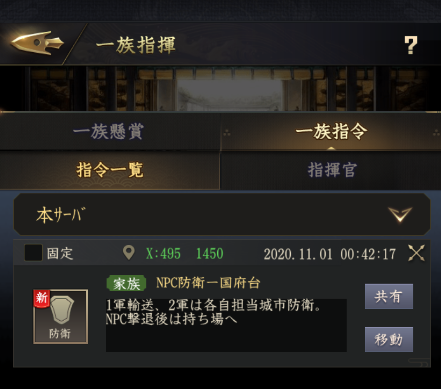 一族指揮
?
一族懸賞
一族指令
指令一覧
指揮官
本ｻｰﾊﾞ
固定
X:495 1450
2020.11.01 00:42:17
新
防衛
家族 NPC防衛一国府台
1軍輸送、2軍は各自担当城市防衛。
NPC撃退後は持ち場へ
共有
移動